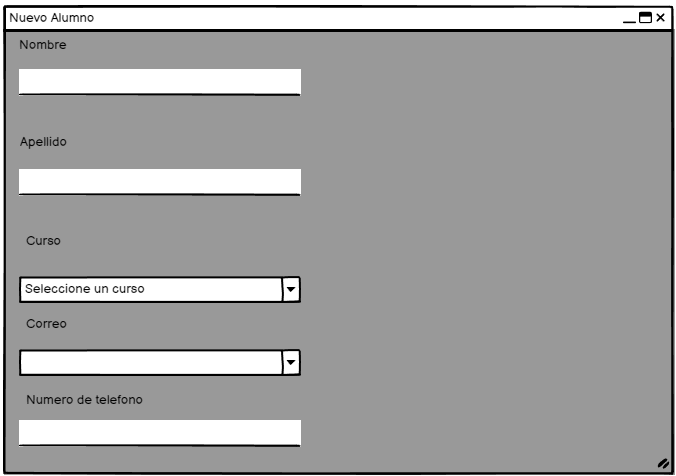 Nuevo Alumno
Nombre
Apellido
Curso
Seleccione un curso
Correo
Numero de telefono